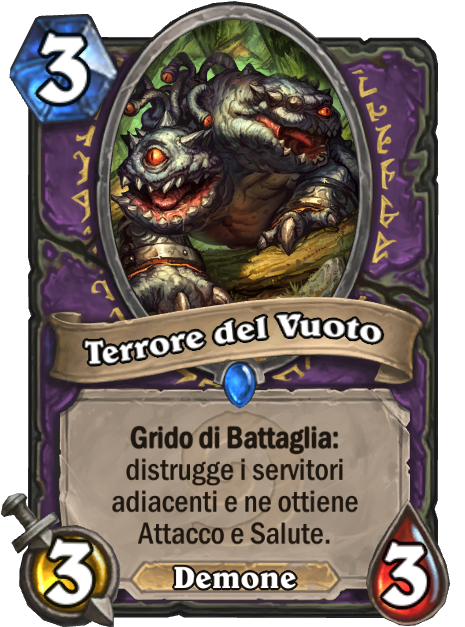 3
Terrore del Vuoto
Grido di Battaglia:
distrugge i servitori
adiacenti e ne ottiene
Attacco e Salute.
3
Demone
3